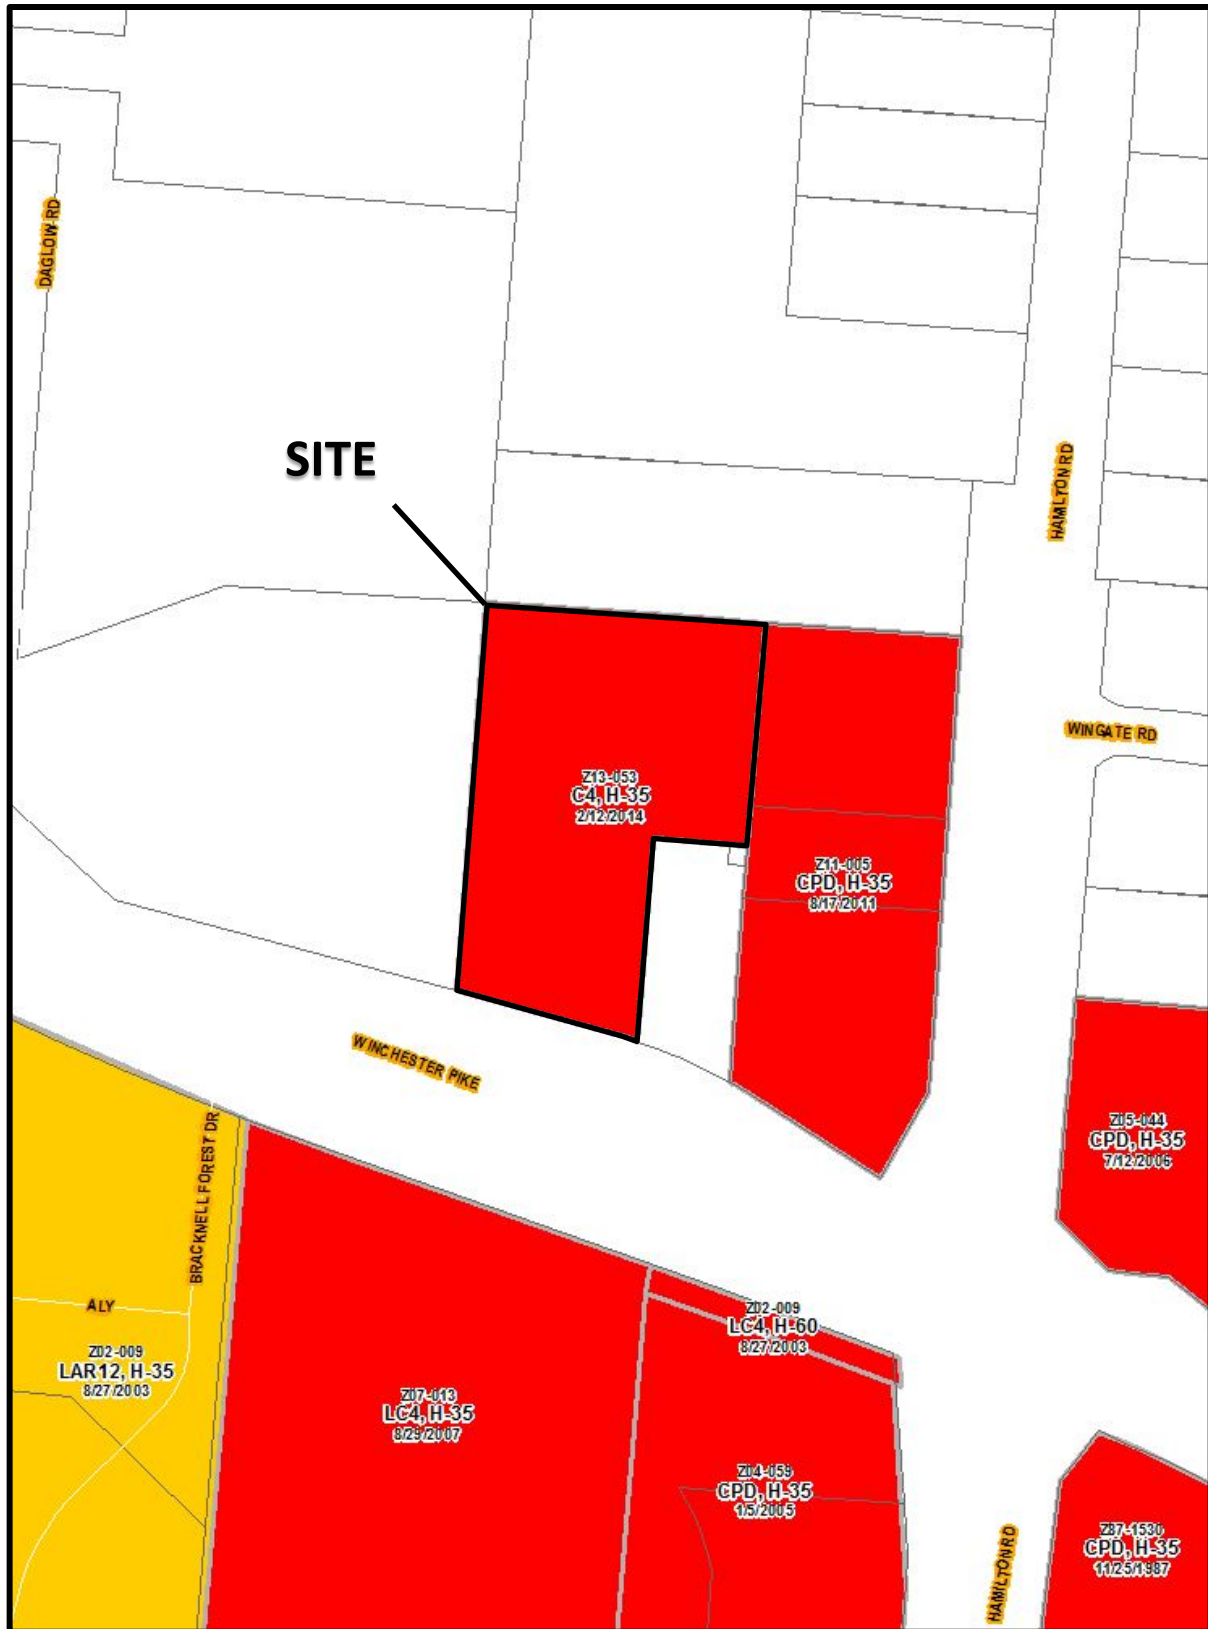 DAGLOW RD
SITE
HAMILTON RD
WINGATE RD
Z13-053
C4, H-35
2/12/2014
Z11-005
CPD, H-35
8/17/2011
WINCHESTER PIKE
BRACKNELL FOREST DR
Z05-044
CPD, H-35
7/12/2006
ALY
Z02-009
LC4, H-60
8/27/2003
Z02-009
LAR12, H-35
8/27/2003
Z07-013
LC4, H-35
8/29/2007
Z04-059
CPD, H-35
1/5/2005
HAMILTON RD
Z87-1530
CPD, H-35
11/25/1987